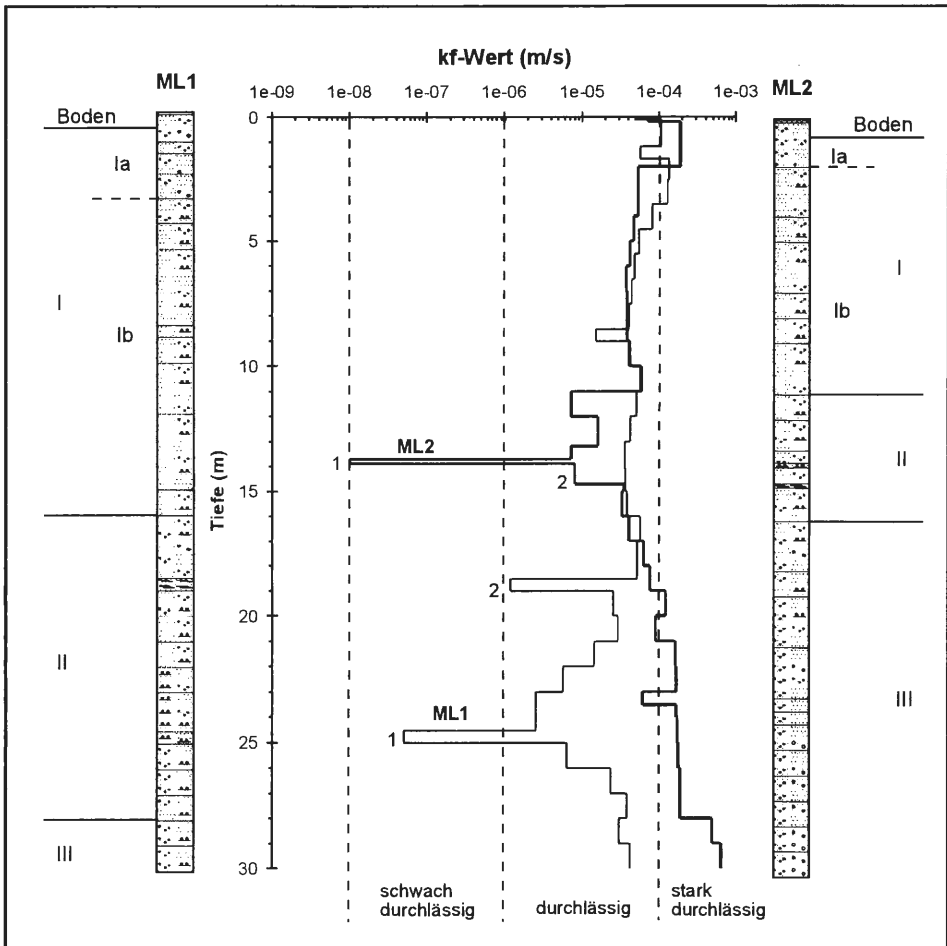 kf-Wert (m/s)
ML1
1e-09 1e-08 1e-07 1e-06 1e-05 1e-04 1e-03
ML2
Boden
0
Boden
Ia
Ia
5
I
I
Ib
Ib
10
ML2
1
II
2
15
Tiefe (m)
2
20
II
ML1
III
1
25
III
30
schwach
durchlässig
durchlässig
stark
durchlässig